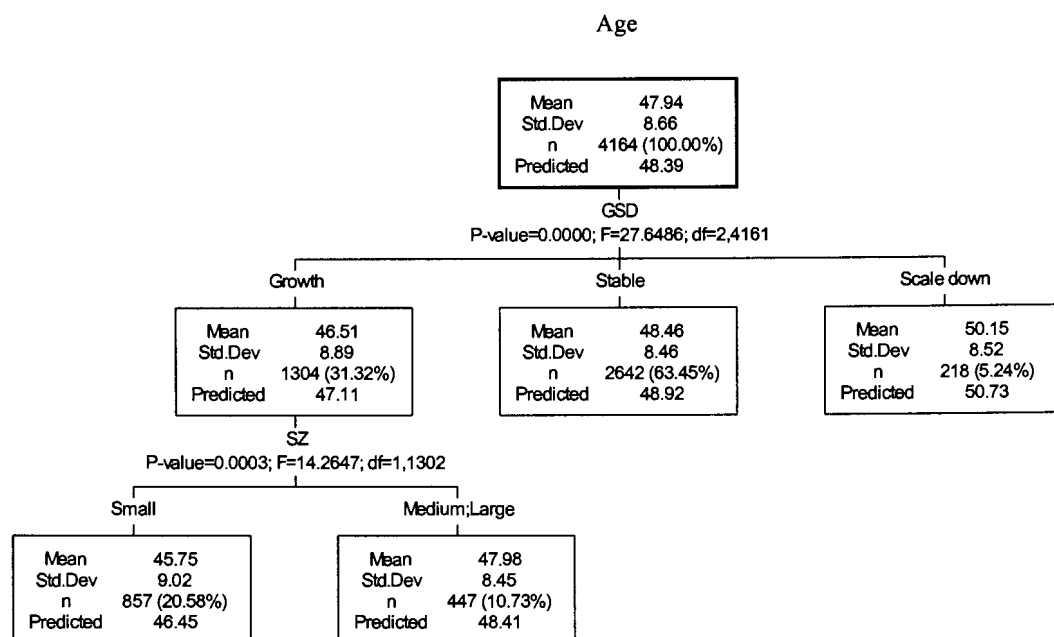 Age
Mean 47.94
Std.Dev 8.66
n 4164 (100.00%)
Predicted 48.39
GSD
P-value=0.0000; F=27.6486; df=2,4161
Growth
Mean 46.51
Std.Dev 8.89
n 1304 (31.32%)
Predicted 47.11
Stable
Mean 48.46
Std.Dev 8.46
n 2642 (63.45%)
Predicted 48.92
Scale down
Mean 50.15
Std.Dev 8.52
n 218 (5.24%)
Predicted 50.73
SZ
P-value=0.0003; F=14.2647; df=1,1302
Small
Mean 45.75
Std.Dev 9.02
n 857 (20.58%)
Predicted 46.45
Medium;Large
Mean 47.98
Std.Dev 8.45
n 447 (10.73%)
Predicted 48.41